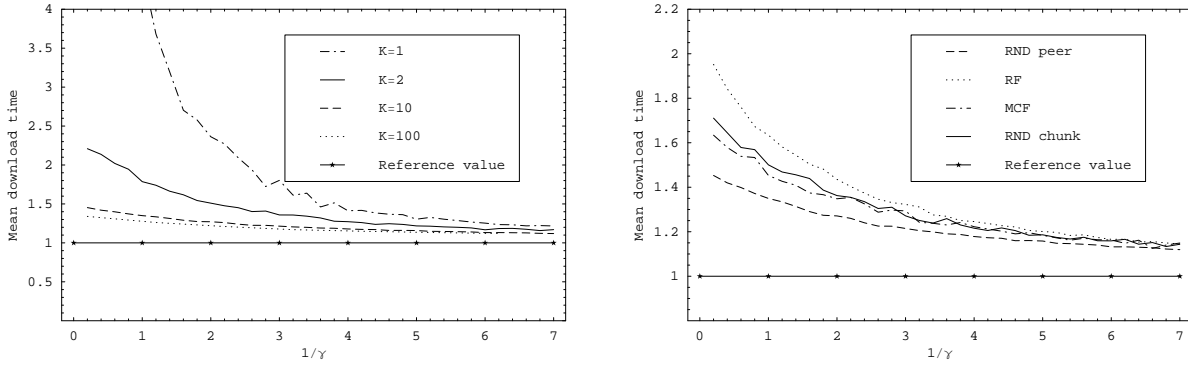 4
3.5
3
2.5
2
1.5
1
0.5
Mean download time
K=1
K=2
K=10
K=100
Reference value
0 1 2 3 4 5 6 7
1/γ
2.2
2
1.8
1.6
1.4
1.2
1
Mean download time
RND peer
RF
MCF
RND chunk
Reference value
0 1 2 3 4 5 6 7
1/γ